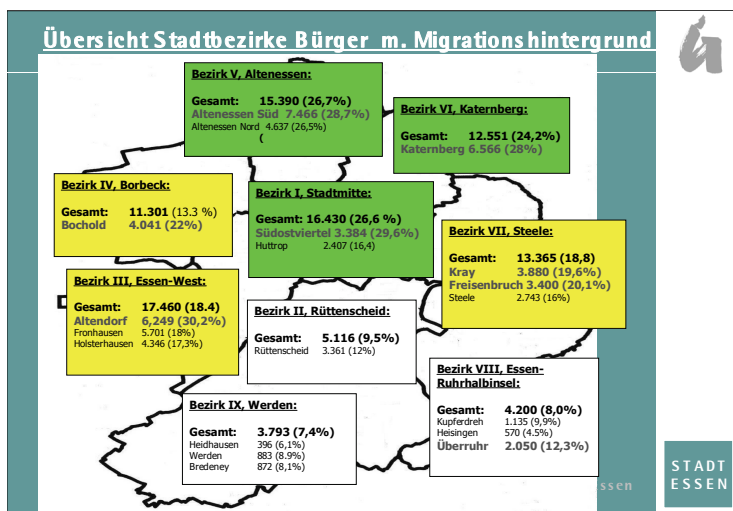 Übersicht Stadtbezirke Bürger m. Migrationshintergrund
Bezirk V, Altenessen:
Gesamt: 15.390 (26,7%)
Altenessen Süd 7.466 (28,7%)
Altenessen Nord 4.637 (26,5%)
(
Bezirk VI, Katernberg:
Gesamt: 12.551 (24,2%)
Katernberg 6.566 (28%)
Bezirk IV, Borbeck:
Gesamt: 11.301 (13.3 %)
Bochold 4.041 (22%)
Bezirk I, Stadtmitte:
Gesamt: 16.430 (26,6 %)
Südostviertel 3.384 (29,6%)
Huttrop 2.407 (16,4)
Bezirk VII, Steele:
Gesamt: 13.365 (18,8)
Kray 3.880 (19,6%)
Freisenbruch 3.400 (20,1%)
Steele 2.743 (16%)
Bezirk III, Essen-West:
Gesamt: 17.460 (18.4)
Altendorf 6,249 (30,2%)
Fronhausen 5.701 (18%)
Holsterhausen 4.346 (17,3%)
Bezirk II, Rüttenscheid:
Gesamt: 5.116 (9,5%)
Rüttenscheid 3.361 (12%)
Bezirk VIII, Essen-
Ruhrhalbinsel:
Gesamt: 4.200 (8,0%)
Kupferdreh 1.135 (9,9%)
Heisingen 570 (4.5%)
Überruhr 2.050 (12,3%)
Bezirk IX, Werden:
Gesamt: 3.793 (7,4%)
Heidhausen 396 (6,1%)
Werden 883 (8.9%)
Bredeney 872 (8,1%)
ssen
STADT
ESSEN